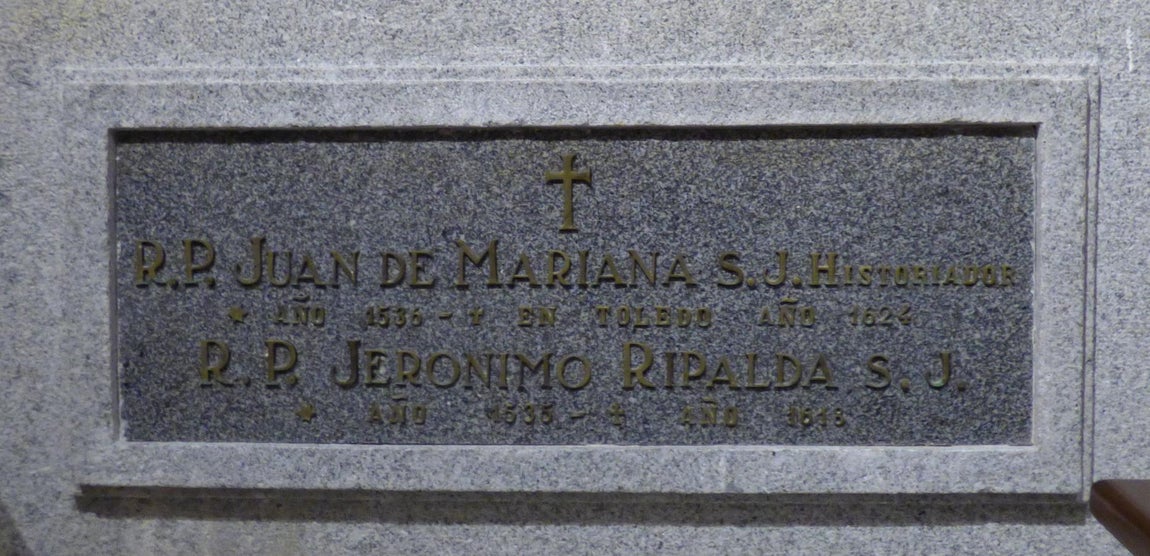 R.P. JUAN DE MARIANA S.J. HISTORIADOR
★ AÑO 1536 - ✝ EN TOLEDO AÑO 1624
R.P. JERONIMO RIPALDA S.J.
★ AÑO 1535 - ✝ AÑO 1618